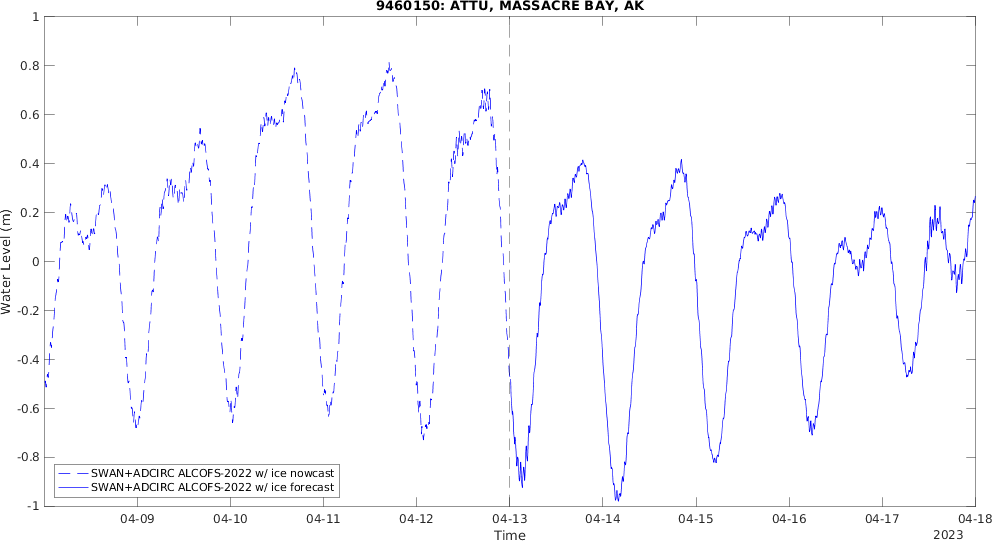 9460150: ATTU, MASSACRE BAY, AK
Water Level (m)
1
0.8
0.6
0.4
0.2
0
-0.2
-0.4
-0.6
-0.8
-1
SWAN+ADCIRC ALCOFS-2022 w/ ice nowcast
SWAN+ADCIRC ALCOFS-2022 w/ ice forecast
04-09 04-10 04-11 04-12 04-13 04-14 04-15 04-16 04-17 04-18
Time
2023